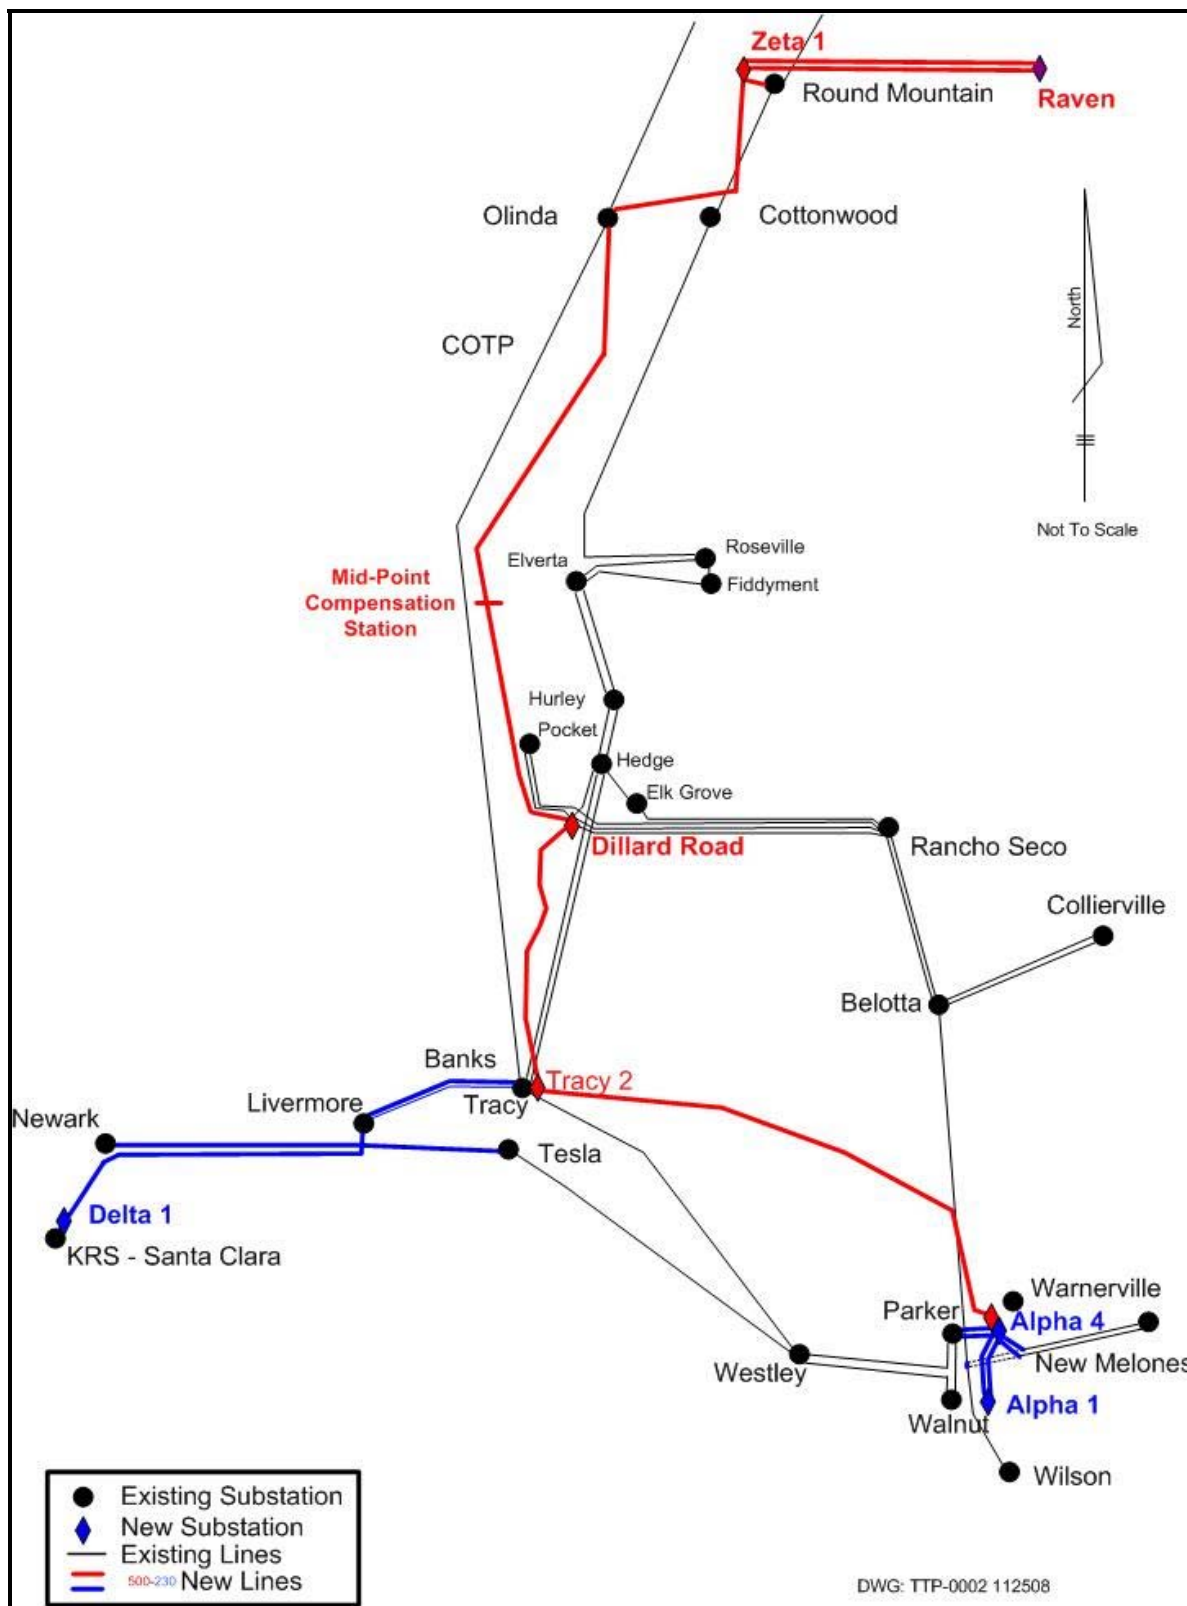 Zeta 1
Round Mountain
Raven
Olinda
Cottonwood
North
COTP
Not To Scale
Roseville
Elverta
Fiddyment
Mid-Point
Compensation
Station
Hurley
Pocket
Hedge
Elk Grove
Dillard Road
Rancho Seco
Collierville
Belotta
Banks
Tracy 2
Livermore
Tracy
Newark
Tesla
Delta 1
KRS - Santa Clara
Warnerville
Parker
Alpha 4
New Melones
Westley
Walnut
Alpha 1
Wilson
Existing Substation
New Substation
Existing Lines
500-230 New Lines
DWG: TTP-0002 112508